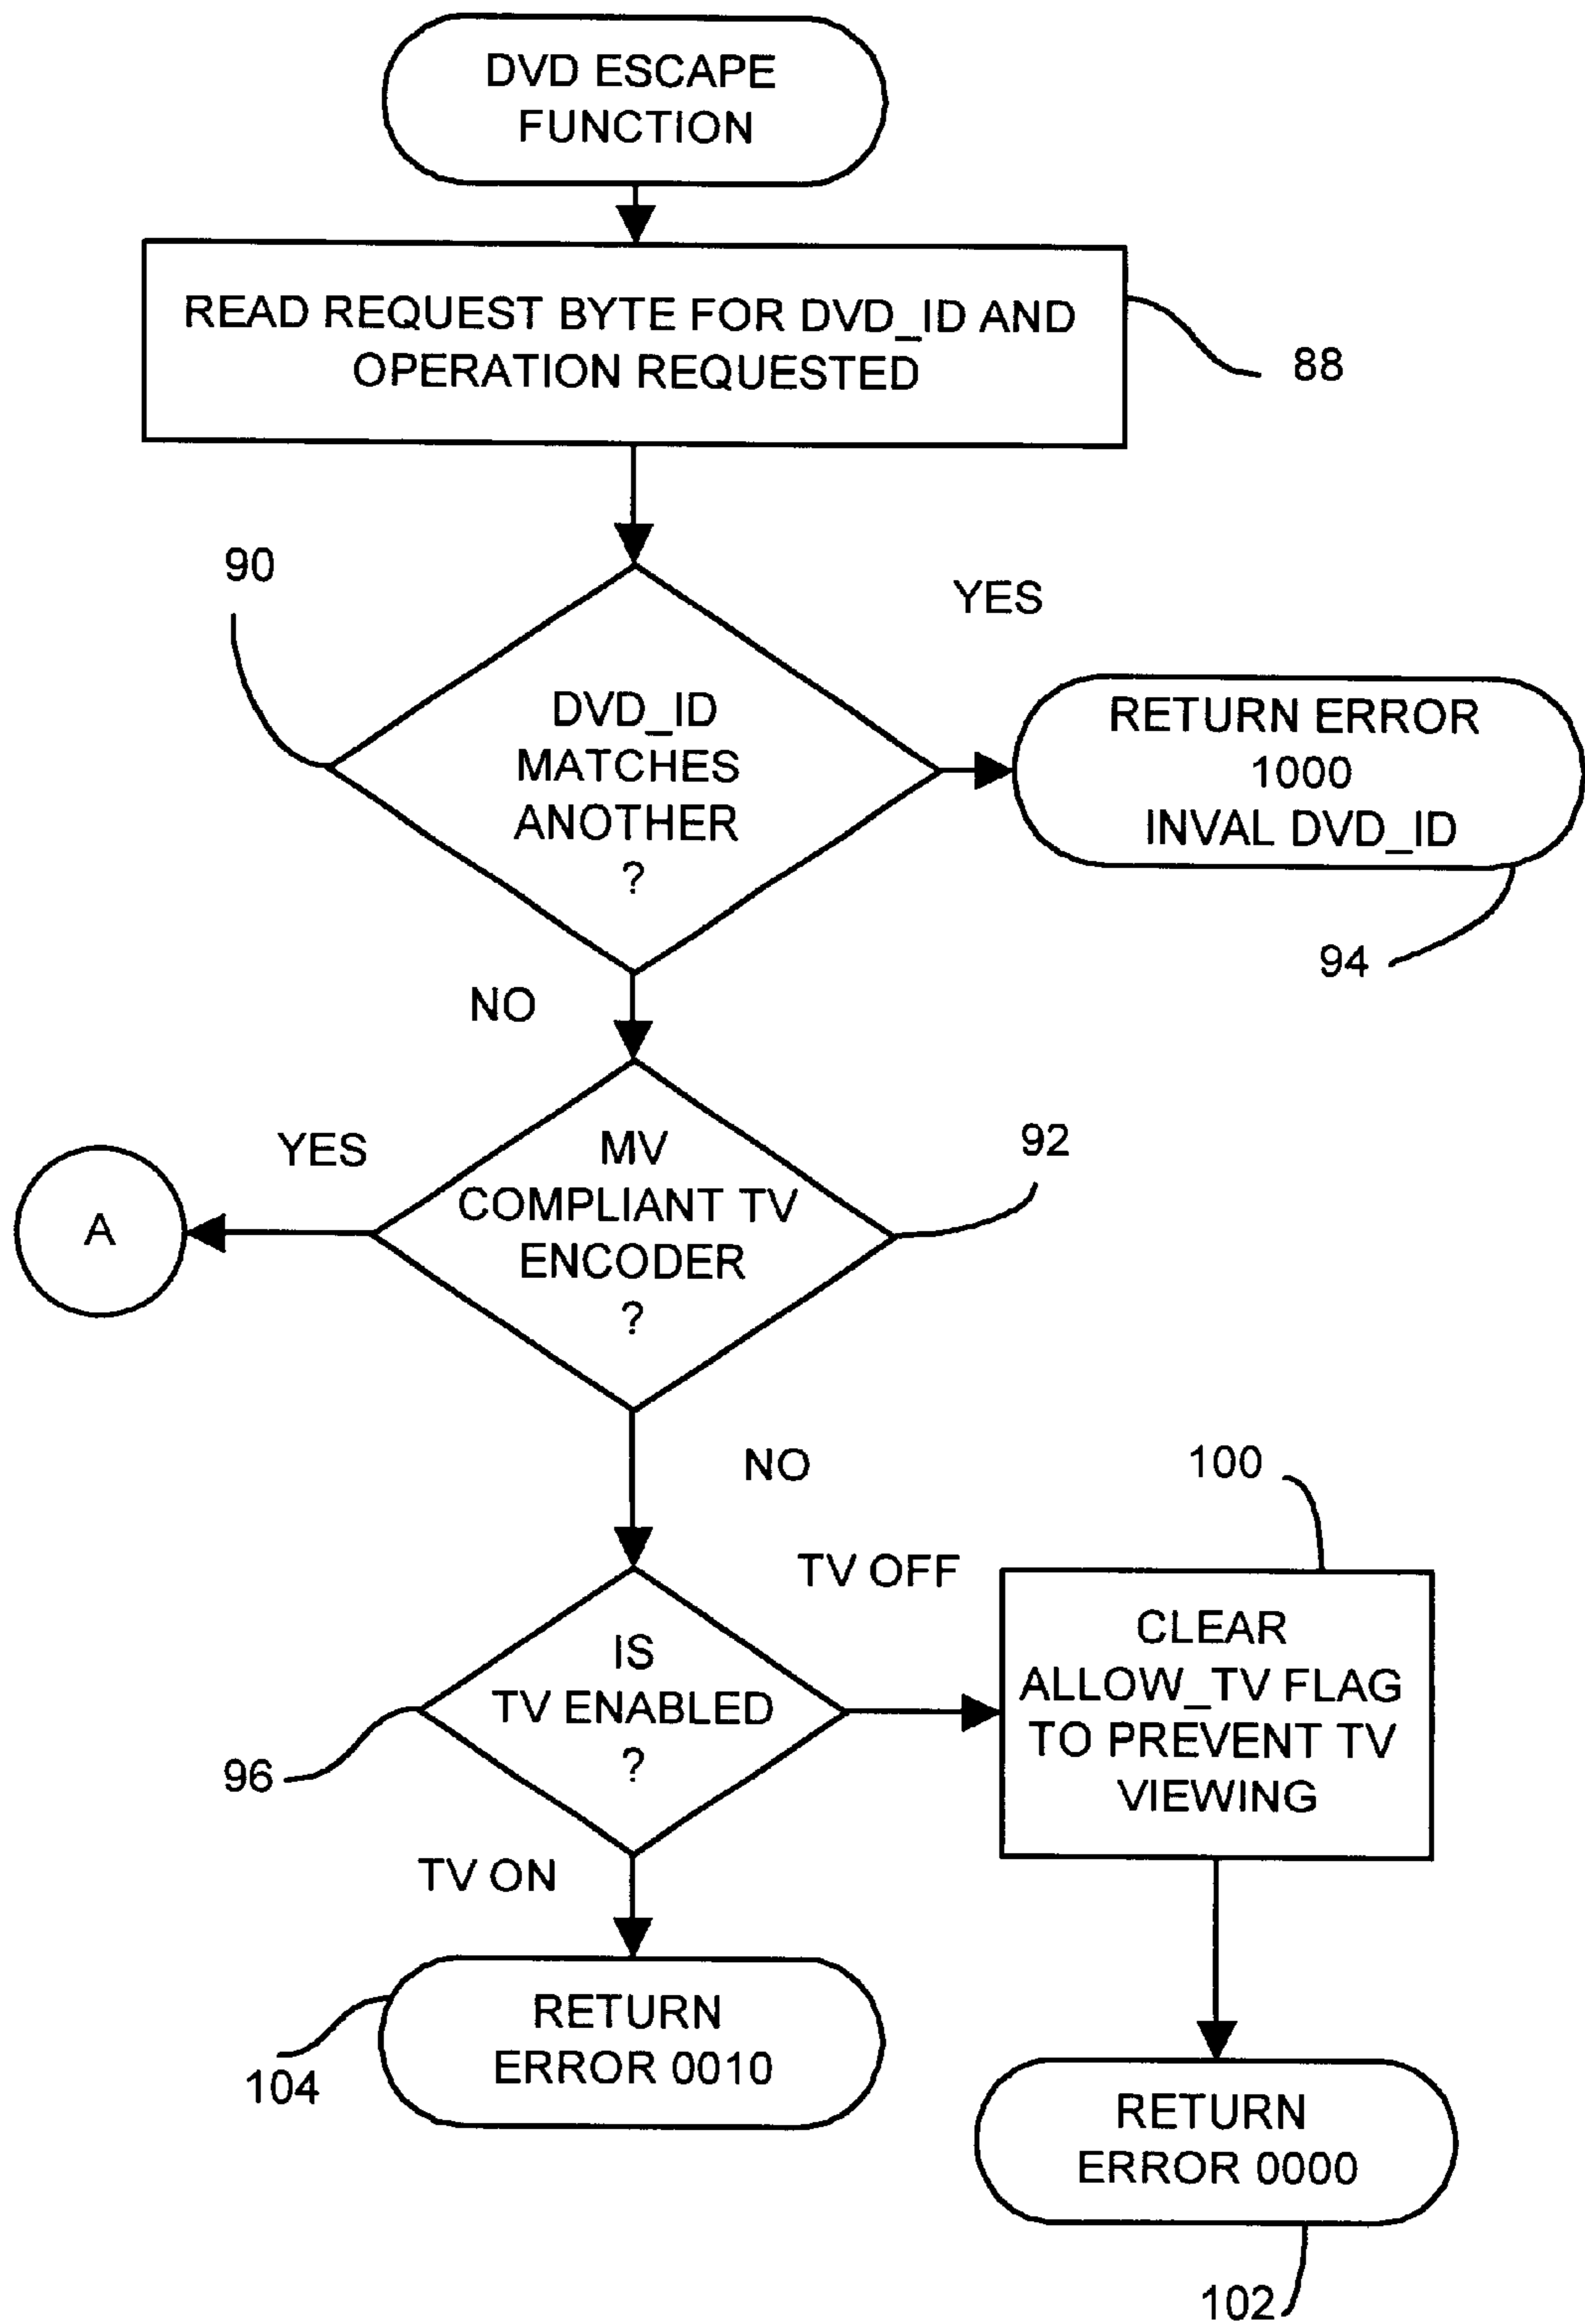 DVD ESCAPE
FUNCTION
READ REQUEST BYTE FOR DVD_ID AND
OPERATION REQUESTED
88
90
YES
DVD_ID
MATCHES
ANOTHER
?
RETURN ERROR
1000
INVAL DVD_ID
94
NO
YES
MV
COMPLIANT TV
ENCODER
?
92
A
NO
100
TV OFF
IS
TV ENABLED
?
96
CLEAR
ALLOW_TV FLAG
TO PREVENT TV
VIEWING
TV ON
RETURN
ERROR 0010
104
RETURN
ERROR 0000
102